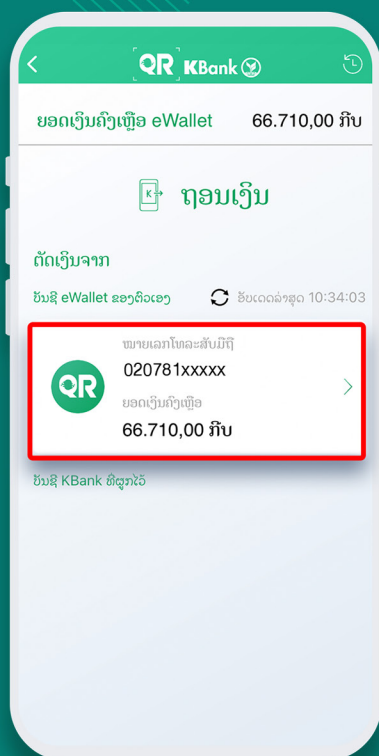 QR KBank
ຍອດເງິນຄົງເຫຼືອ eWallet 66.710,00 ກີບ
K ຖອນເງິນ
ຕັດເງິນຈາກ
ບັນຊີ eWallet ຂອງຕົວເອງ ອັບເດດລ່າສຸດ 10:34:03
ໝາຍເລກໂທລະສັບມືຖື
QR 020781xxxxx
ຍອດເງິນຄົງເຫຼືອ
66.710,00 ກີບ
ບັນຊີ KBank ທີ່ຜູກໄວ້